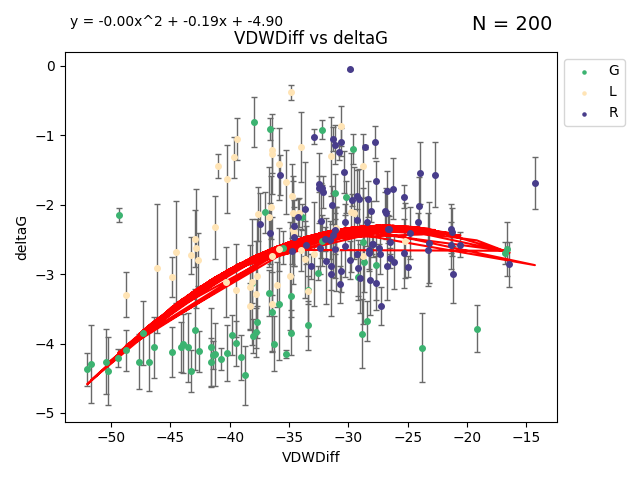 y = -0.00x^2 + -0.19x + -4.90
N = 200
VDWDiff vs deltaG
G
L
R
0
−1
−2
−3
−4
−5
deltaG
−50
−45
−40
−35
−30
−25
−20
−15
VDWDiff